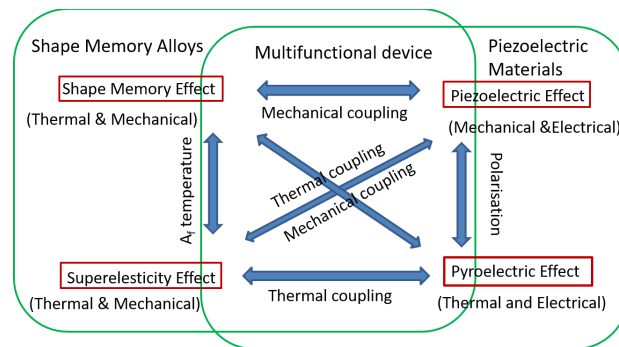 Shape Memory Alloys
Multifunctional device
Piezoelectric
Materials
Shape Memory Effect
Piezoelectric Effect
(Thermal & Mechanical)
Mechanical coupling
(Mechanical &Electrical)
Af temperature
Thermal coupling
Mechanical coupling
Polarisation
Superelesticity Effect
Pyroelectric Effect
(Thermal & Mechanical)
Thermal coupling
(Thermal and Electrical)